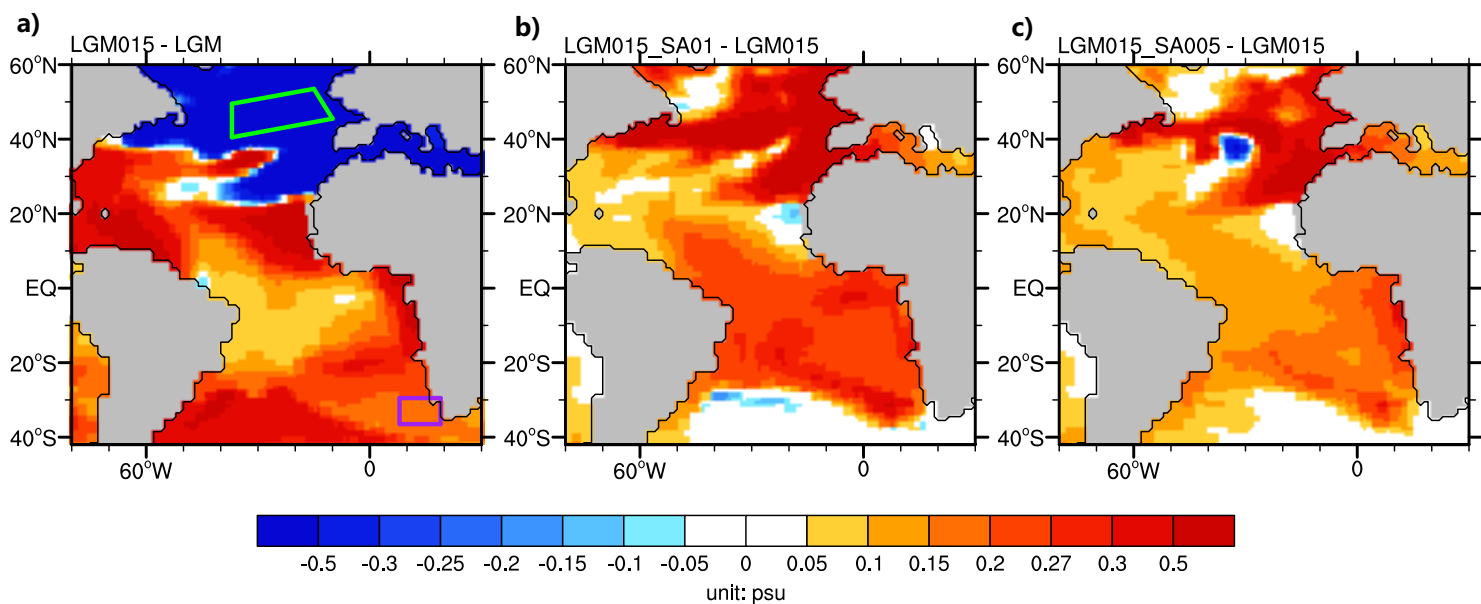 a) b) c)
LGM015 - LGM LGM015_SA01 - LGM015 LGM015_SA005 - LGM015
60°N 60°N 60°N
40°N 40°N 40°N
20°N 20°N 20°N
EQ EQ EQ
20°S 20°S 20°S
40°S 40°S 40°S
60°W 0 60°W 0 60°W 0
-0.5 -0.3 -0.25 -0.2 -0.15 -0.1 -0.05 0 0.05 0.1 0.15 0.2 0.27 0.3 0.5
unit: psu